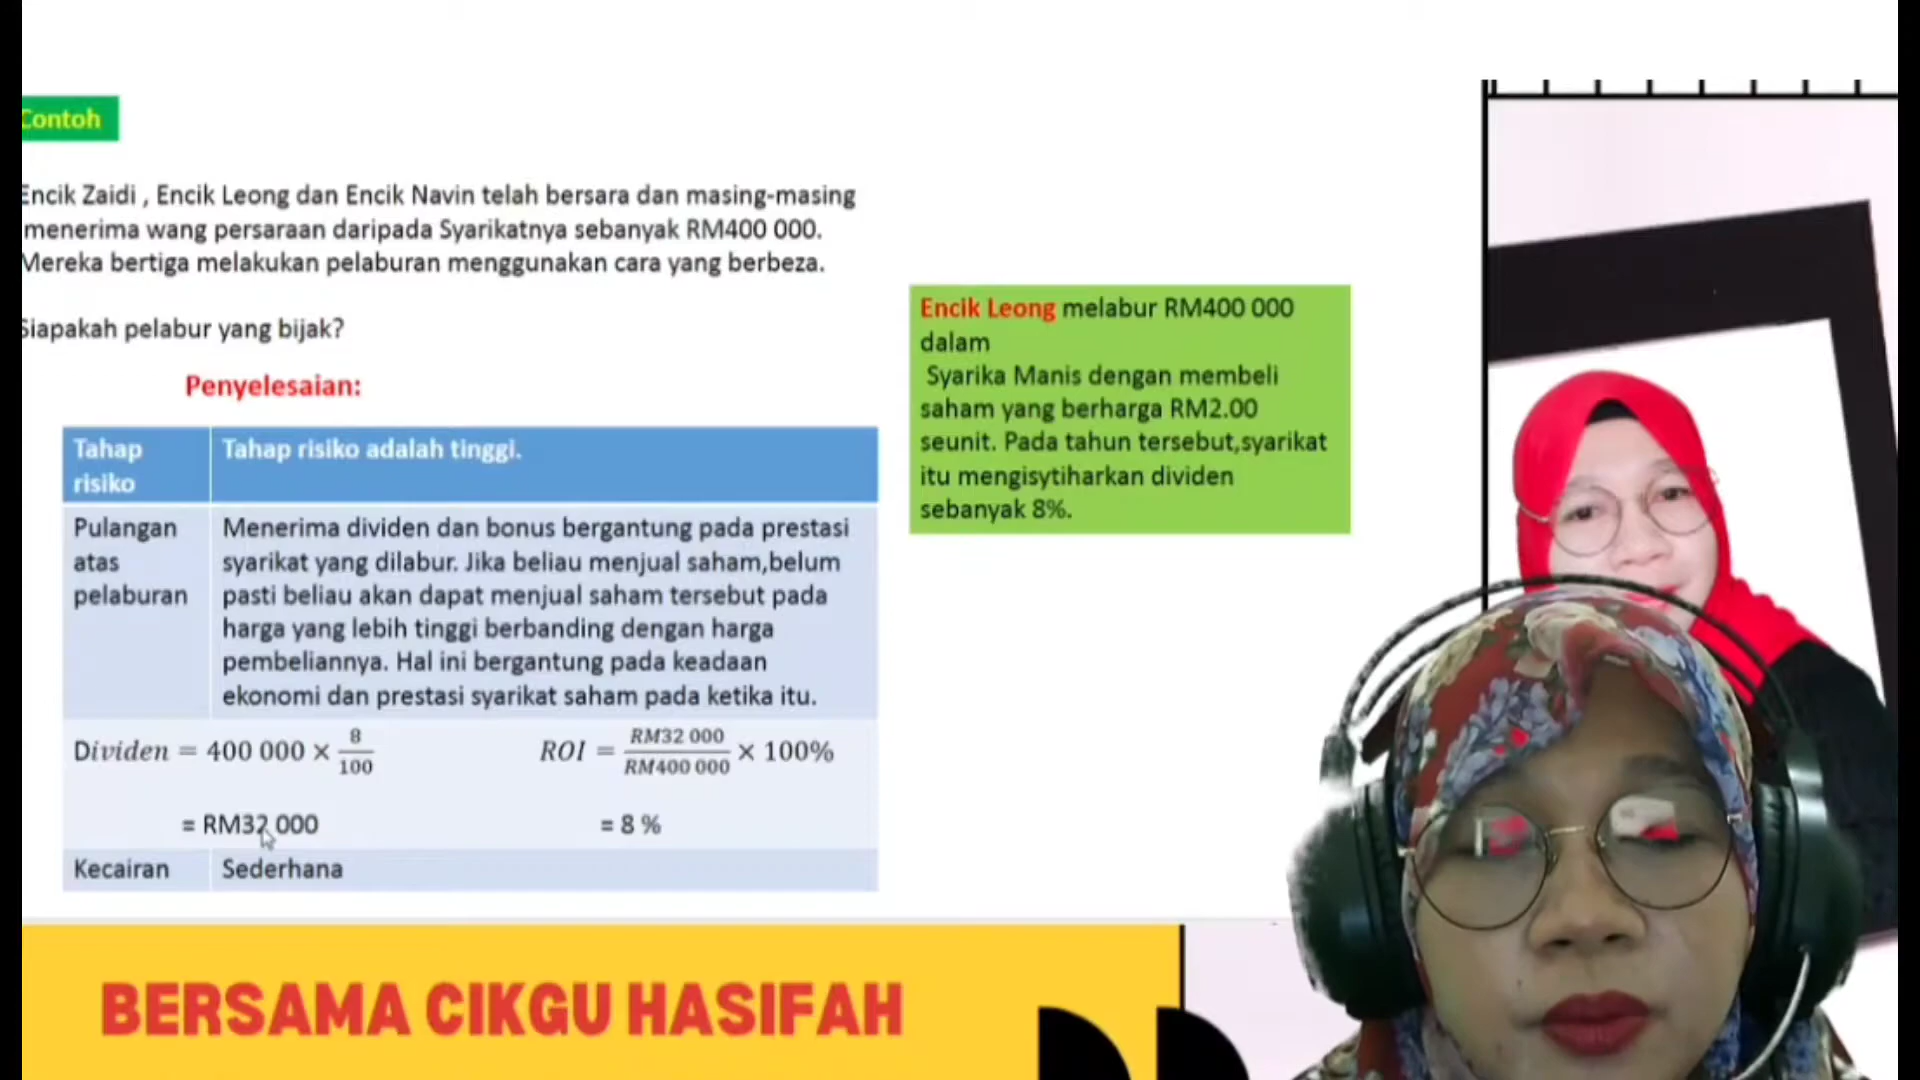 Contoh
Encik Zaidi , Encik Leong dan Encik Navin telah bersara dan masing-masing
menerima wang persaraan daripada Syarikatnya sebanyak RM400 000.
Mereka bertiga melakukan pelaburan menggunakan cara yang berbeza.
Siapakah pelabur yang bijak?
Penyelesaian:
Tahap risiko
Tahap risiko adalah tinggi.
Pulangan atas pelaburan
Menerima dividen dan bonus bergantung pada prestasi
syarikat yang dilabur. Jika beliau menjual saham,belum
pasti beliau akan dapat menjual saham tersebut pada
harga yang lebih tinggi berbanding dengan harga
pembeliannya. Hal ini bergantung pada keadaan
ekonomi dan prestasi syarikat saham pada ketika itu.
Dividen = 400 000 × 8/100
= RM32 000
ROI = RM32 000/RM400 000 × 100%
= 8 %
Kecairan
Sederhana
Encik Leong melabur RM400 000
dalam
Syarika Manis dengan membeli
saham yang berharga RM2.00
seunit. Pada tahun tersebut,syarikat
itu mengisytiharkan dividen
sebanyak 8%.
BERSAMA CIKGU HASIFAH